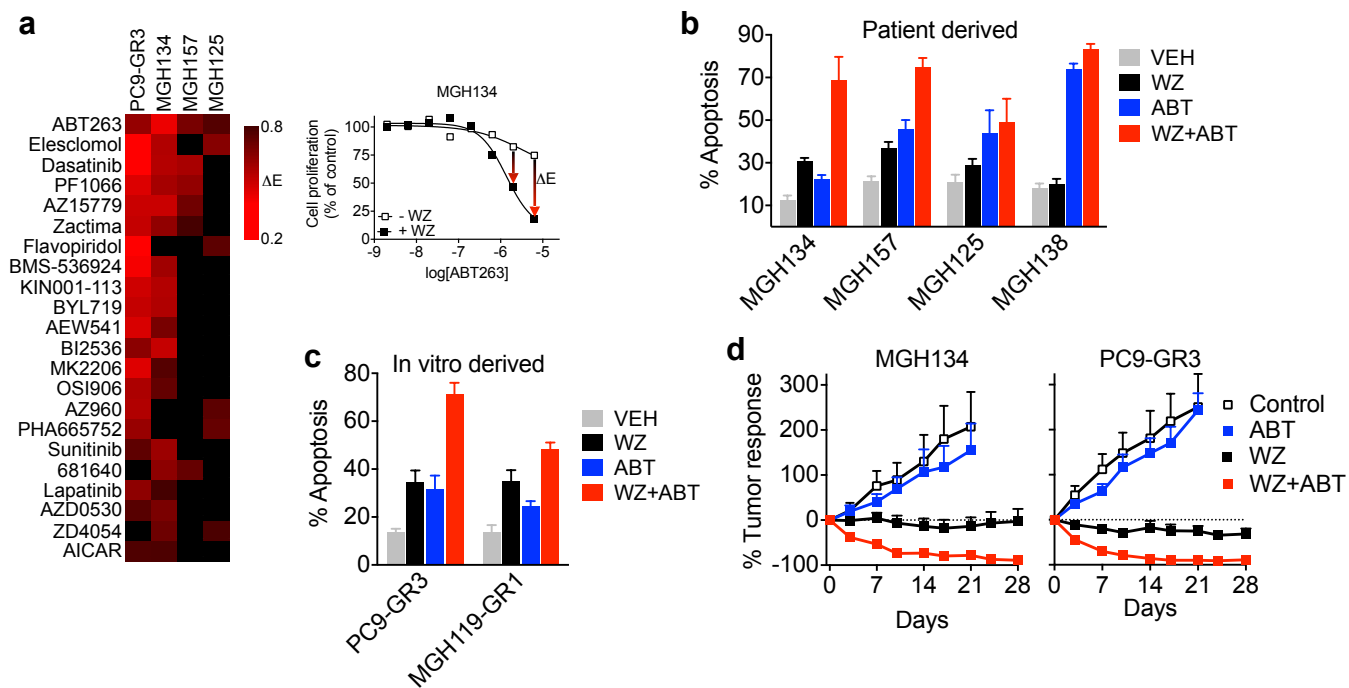 a
PC9-GR3
MGH134
MGH157
MGH125
ABT263
Elesclomol
Dasatinib
PF1066
AZ15779
Zactima
Flavopiridol
BMS-536924
KIN001-113
BYL719
AEW541
BI2536
MK2206
OSI906
AZ960
PHA665752
Sunitinib
681640
Lapatinib
AZD0530
ZD4054
AICAR
0.8
ΔE
0.2
MGH134
Cell proliferation
(% of control)
100
75
50
25
0
- WZ
+ WZ
ΔE
-9 -8 -7 -6 -5
log[ABT263]
b
Patient derived
% Apoptosis
90
70
50
30
10
MGH134
MGH157
MGH125
MGH138
VEH
WZ
ABT
WZ+ABT
c
In vitro derived
% Apoptosis
80
60
40
20
0
PC9-GR3
MGH119-GR1
VEH
WZ
ABT
WZ+ABT
d
MGH134
PC9-GR3
% Tumor response
300
200
100
0
-100
0 7 14 21 28
Days
0 7 14 21 28
Days
Control
ABT
WZ
WZ+ABT